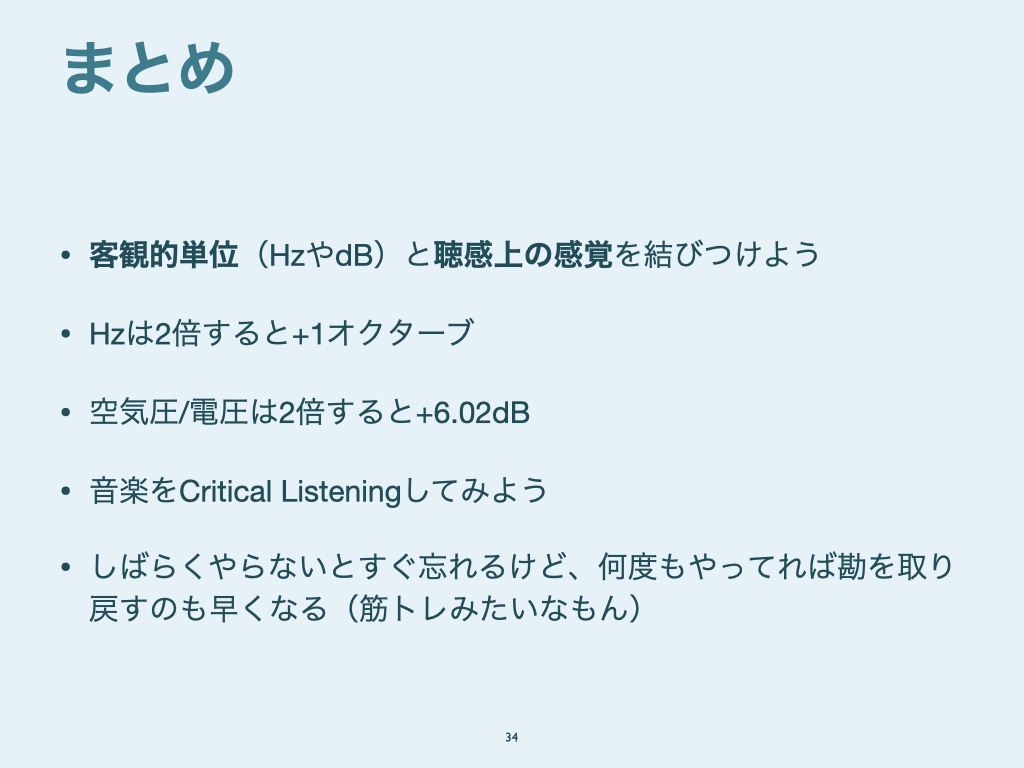 まとめ
• 客観的単位（HzやdB）と聴感上の感覚を結びつけよう
• Hzは2倍すると+1オクターブ
• 空気圧/電圧は2倍すると+6.02dB
• 音楽をCritical Listeningしてみよう
• しばらくやらないとすぐ忘れるけど、何度もやってれば勘を取り
戻すのも早くなる（筋トレみたいなもん）
34